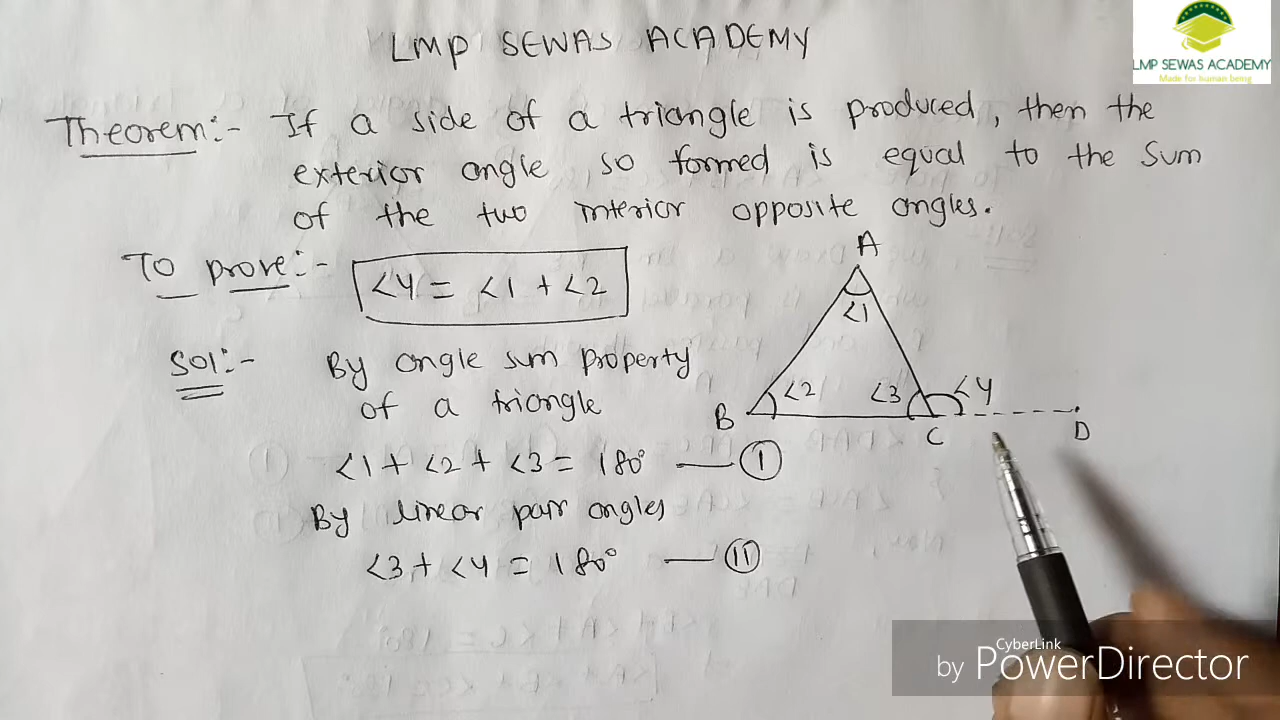 LMP SEWAS ACADEMY
LMP SEWAS ACADEMY
Made for human being
Theorem:- If a side of a triangle is produced, then the
exterior angle so formed is equal to the sum
of the two interior opposite angles.
To prove:- <4 = <1 + <2
A
<1
<2
<3
<4
B
C
D
Sol:- By angle sum property
of a triangle
<1 + <2 + <3 = 180° — I
By linear pair angles
<3 + <4 = 180° — II
CyberLink
by PowerDirector